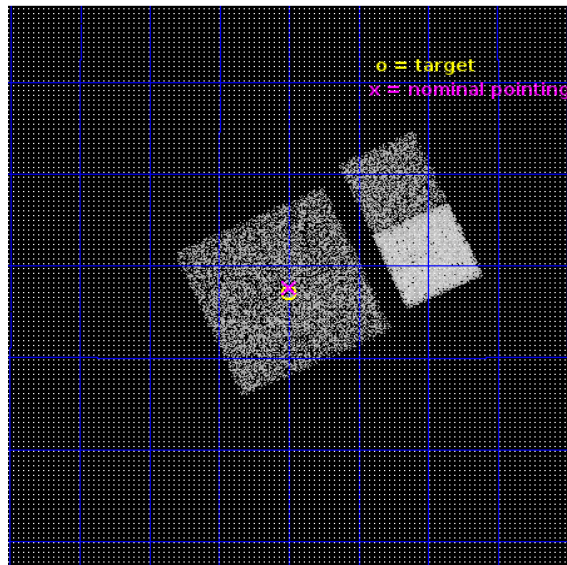 o = target
x = nominal pointing